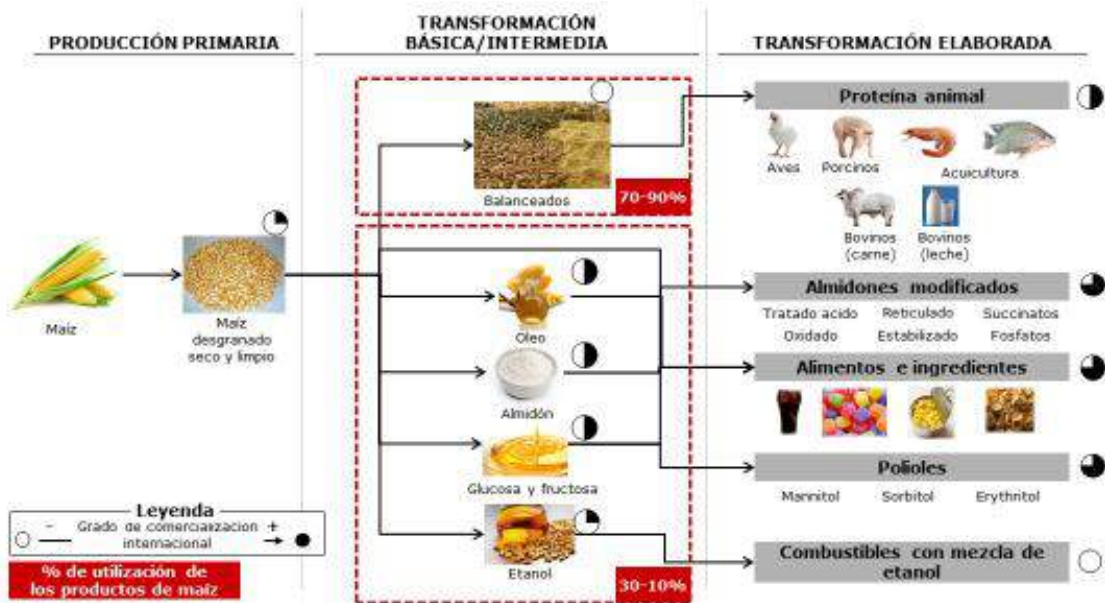 PRODUCCIÓN PRIMARIA
TRANSFORMACIÓN
BÁSICA/INTERMEDIA
TRANSFORMACIÓN ELABORADA
Maíz
Maíz
desgranado
seco y limpio
Balanceados
70-90%
Oleo
Almidón
Glucosa y fructosa
Etanol
30-10%
Proteína animal
Aves
Porcinos
Acuicultura
Bovinos
(carne)
Bovinos
(leche)
Almidones modificados
Tratado acido
Reticulado
Succinatos
Oxidado
Estabilizado
Fosfatos
Alimentos e ingredientes
Polioles
Mannitol
Sorbitol
Erythritol
Combustibles con mezcla de
etanol
Leyenda
- Grado de comercialización +
internacional
% de utilización de
los productos de maíz